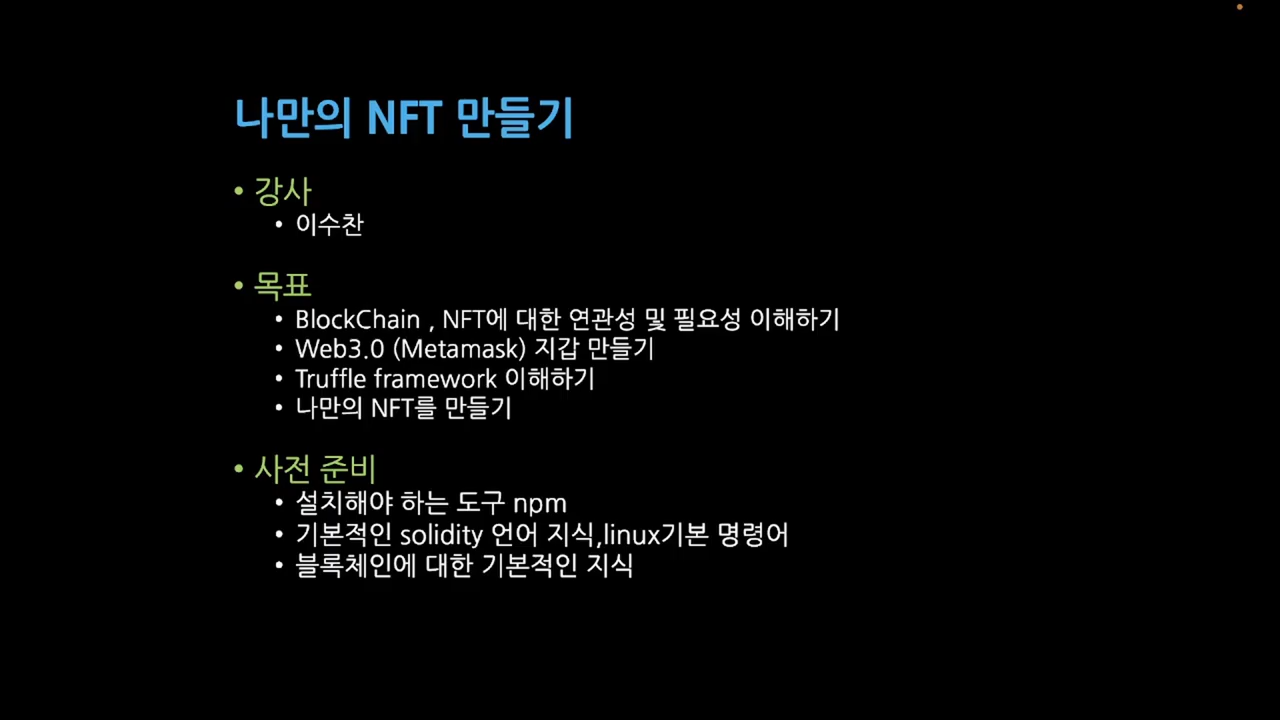 나만의 NFT 만들기
• 강사
• 이수찬
• 목표
• BlockChain , NFT에 대한 연관성 및 필요성 이해하기
• Web3.0 (Metamask) 지갑 만들기
• Truffle framework 이해하기
• 나만의 NFT를 만들기
• 사전 준비
• 설치해야 하는 도구 npm
• 기본적인 solidity 언어 지식,linux기본 명령어
• 블록체인에 대한 기본적인 지식